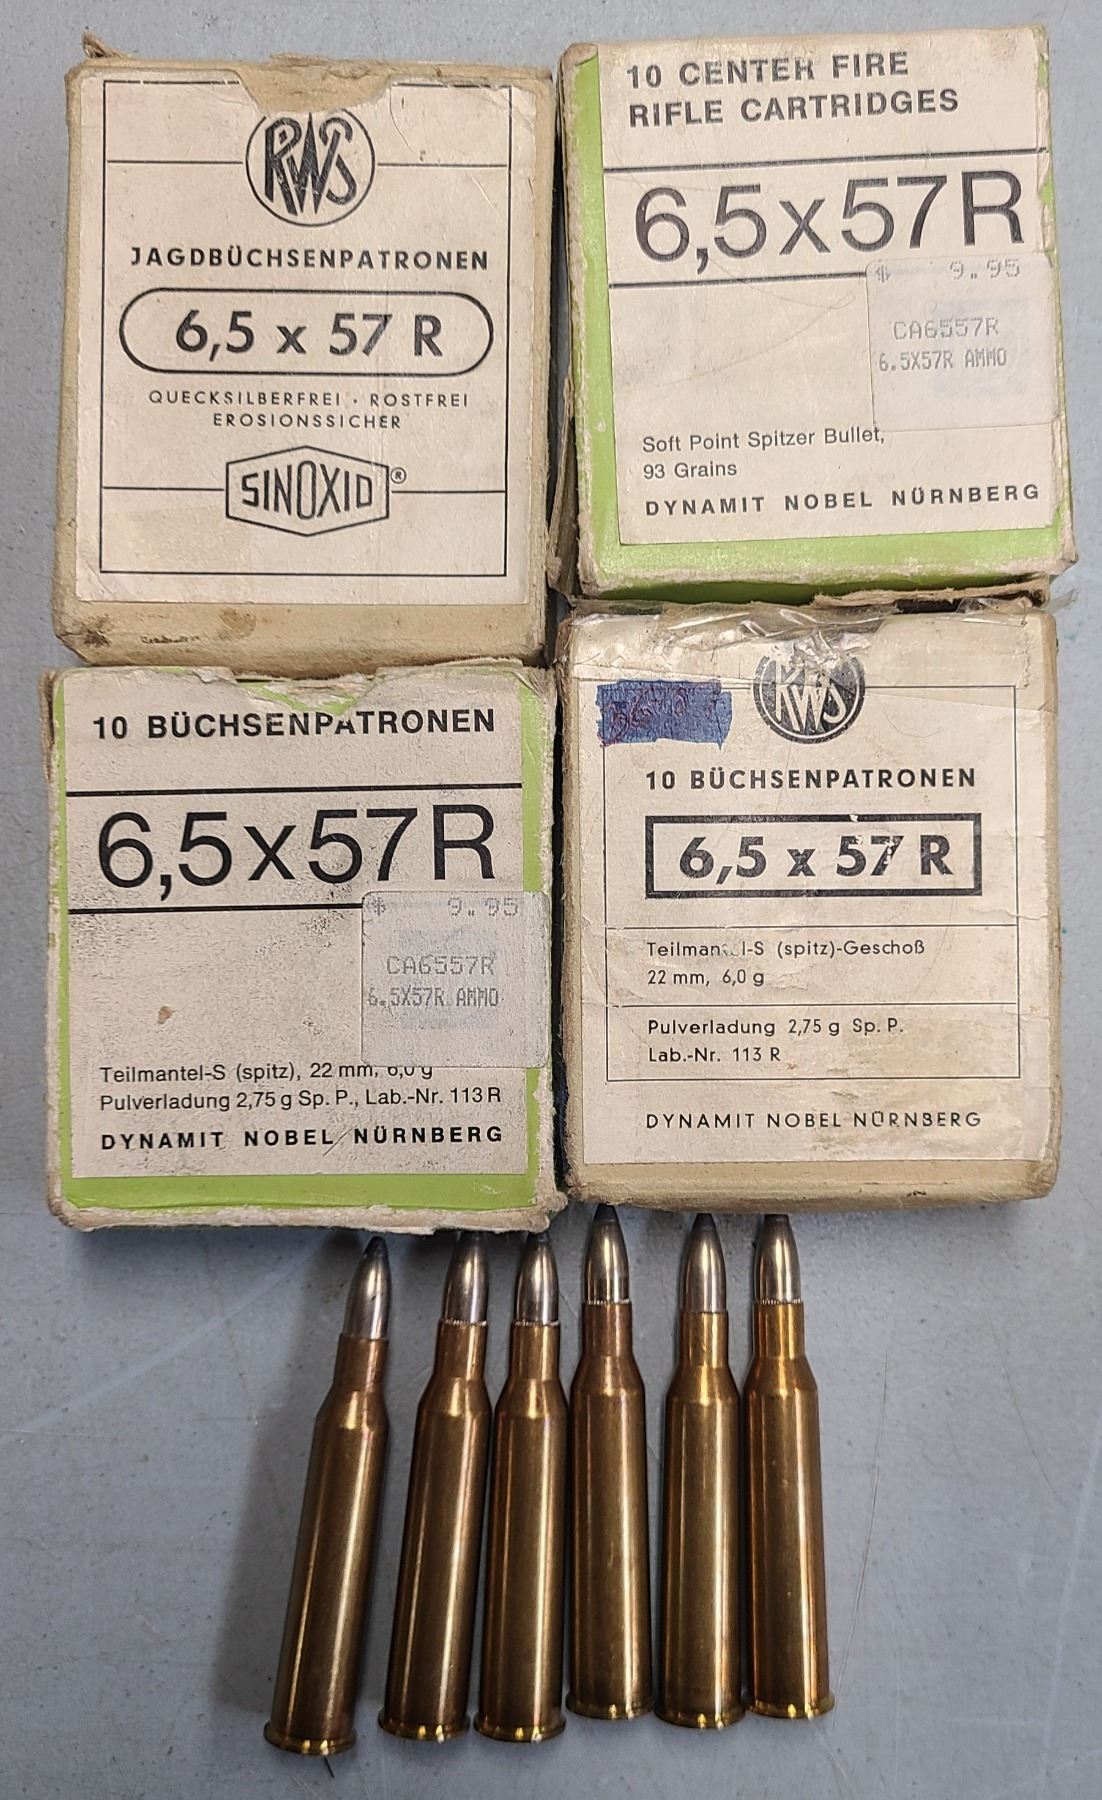 RWS
JAGDBÜCHSENPATRONEN
6,5 x 57 R
QUECKSILBERFREI · ROSTFREI
EROSIONSSICHER
SINOXID®
10 CENTER FIRE
RIFLE CARTRIDGES
6,5x57R
$ 9.95
CA6557R
6.5X57R AMMO
Soft Point Spitzer Bullet,
93 Grains
DYNAMIT NOBEL NÜRNBERG
10 BÜCHSENPATRONEN
6,5x57R
$ 9.95
CA6557R
6.5X57R AMMO
Teilmantel-S (spitz), 22 mm, 6,0 g
Pulverladung 2,75 g Sp. P., Lab.-Nr. 113 R
DYNAMIT NOBEL NÜRNBERG
RWS
10 BÜCHSENPATRONEN
6,5 x 57 R
Teilmantel-S (spitz)-Geschoß
22 mm, 6,0 g
Pulverladung 2,75 g Sp. P.
Lab.-Nr. 113 R
DYNAMIT NOBEL NÜRNBERG